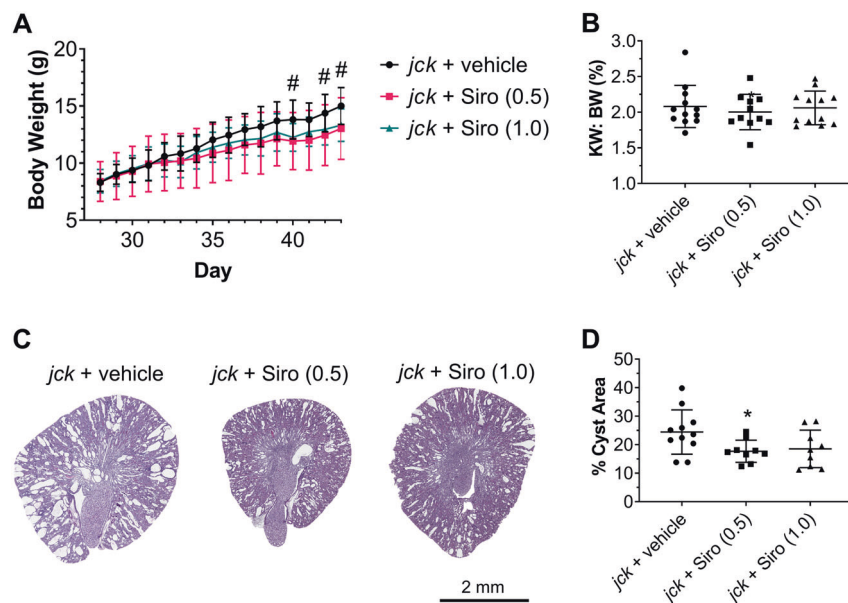 A
Body Weight (g)
20
15
10
5
30
35
40
Day
# # #
jck + vehicle
jck + Siro (0.5)
jck + Siro (1.0)
B
KW: BW (%)
3.0
2.5
2.0
1.5
1.0
jck + vehicle
jck + Siro (0.5)
jck + Siro (1.0)
C
jck + vehicle
jck + Siro (0.5)
jck + Siro (1.0)
2 mm
D
% Cyst Area
50
40
30
20
10
0
*
jck + vehicle
jck + Siro (0.5)
jck + Siro (1.0)